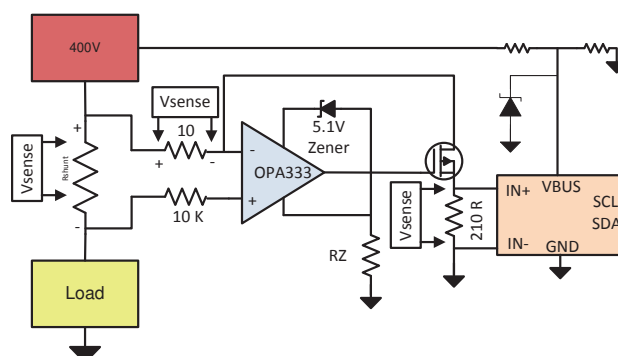 400V
Vsense
+
Rshunt
-
Vsense
10
+
-
10 K
-
+
OPA333
5.1V
Zener
RZ
Vsense
210 R
IN+
IN-
VBUS
GND
SCL
SDA
Load